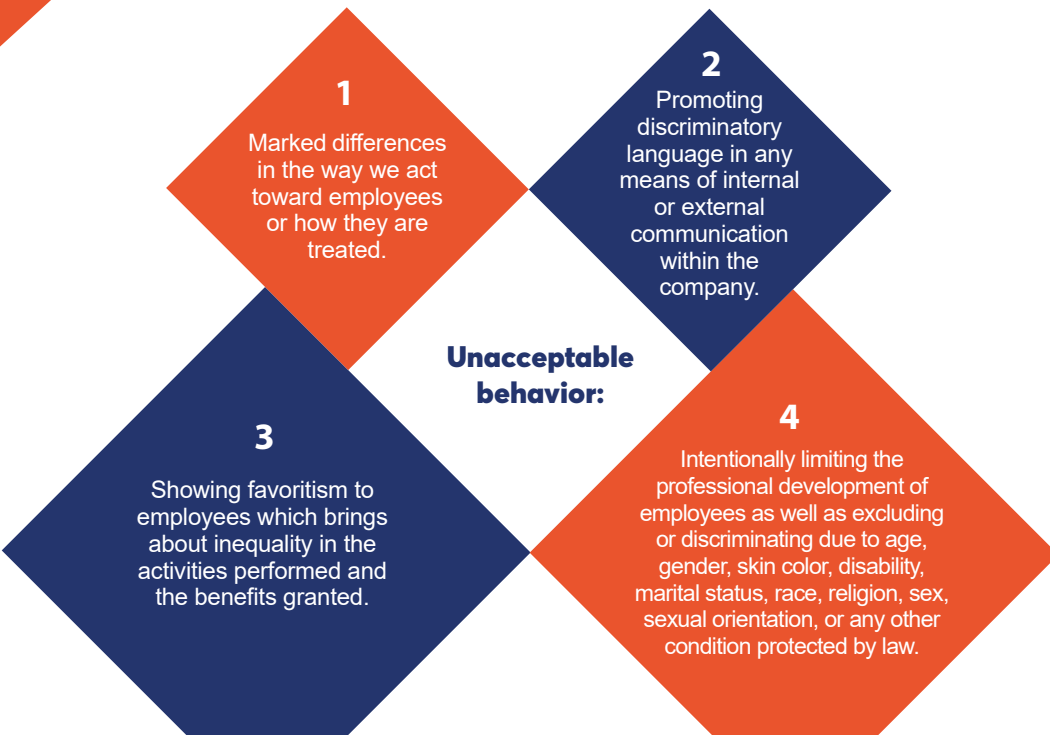 1
Marked differences
in the way we act
toward employees
or how they are
treated.
2
Promoting
discriminatory
language in any
means of internal
or external
communication
within the
company.
Unacceptable
behavior:
3
Showing favoritism to
employees which brings
about inequality in the
activities performed and
the benefits granted.
4
Intentionally limiting the
professional development of
employees as well as excluding
or discriminating due to age,
gender, skin color, disability,
marital status, race, religion, sex,
sexual orientation, or any other
condition protected by law.